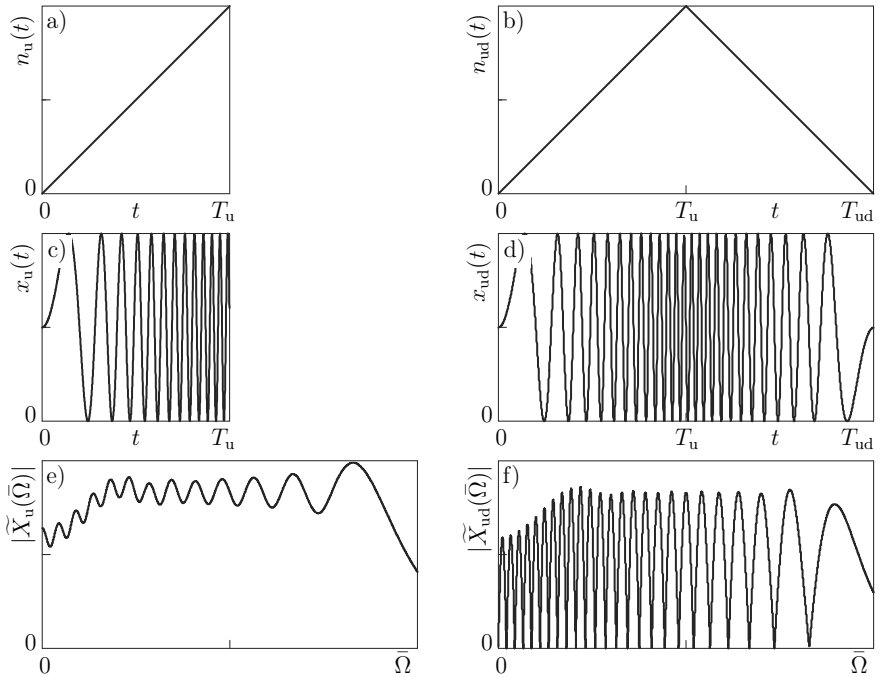 a)
n_u(t)
0
0 t T_u
b)
n_ud(t)
0
0 T_u t T_ud
c)
x_u(t)
0
0 t T_u
d)
x_ud(t)
0
0 T_u t T_ud
e)
|X̃_u(Ω̄)|
0
0 Ω̄
f)
|X̃_ud(Ω̄)|
0
0 Ω̄